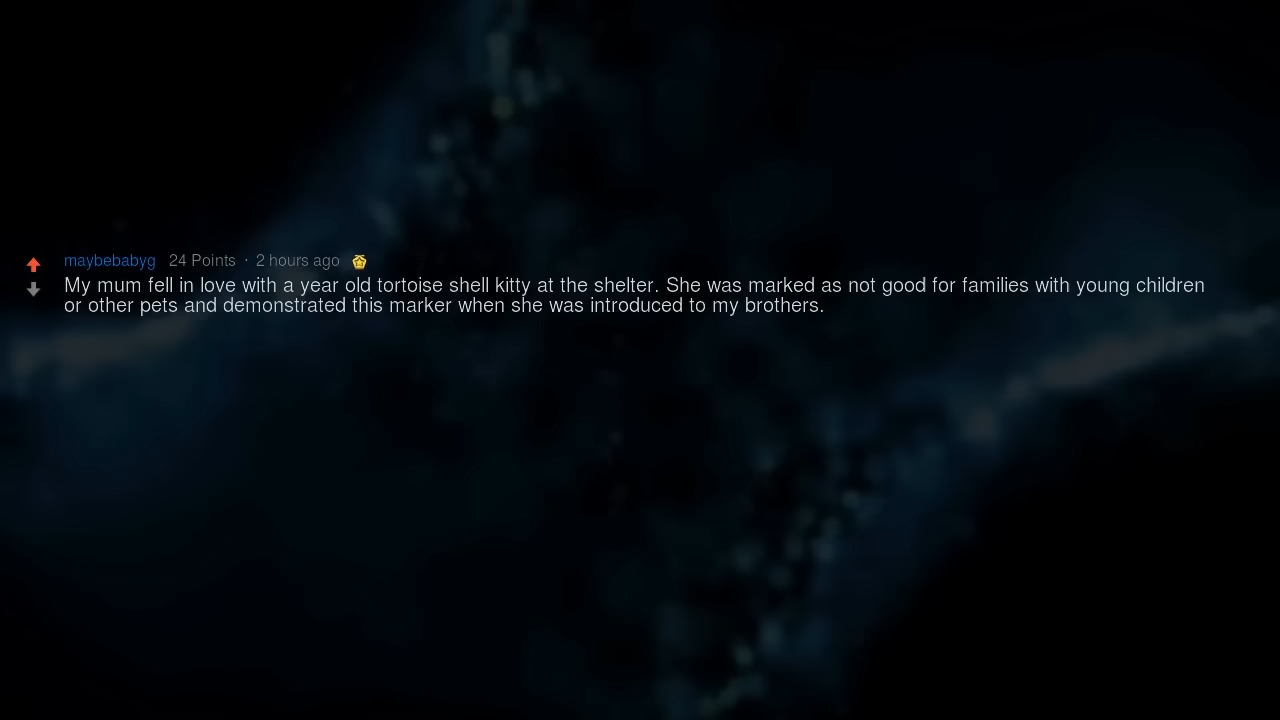 maybebabyg 24 Points · 2 hours ago
My mum fell in love with a year old tortoise shell kitty at the shelter. She was marked as not good for families with young children
or other pets and demonstrated this marker when she was introduced to my brothers.